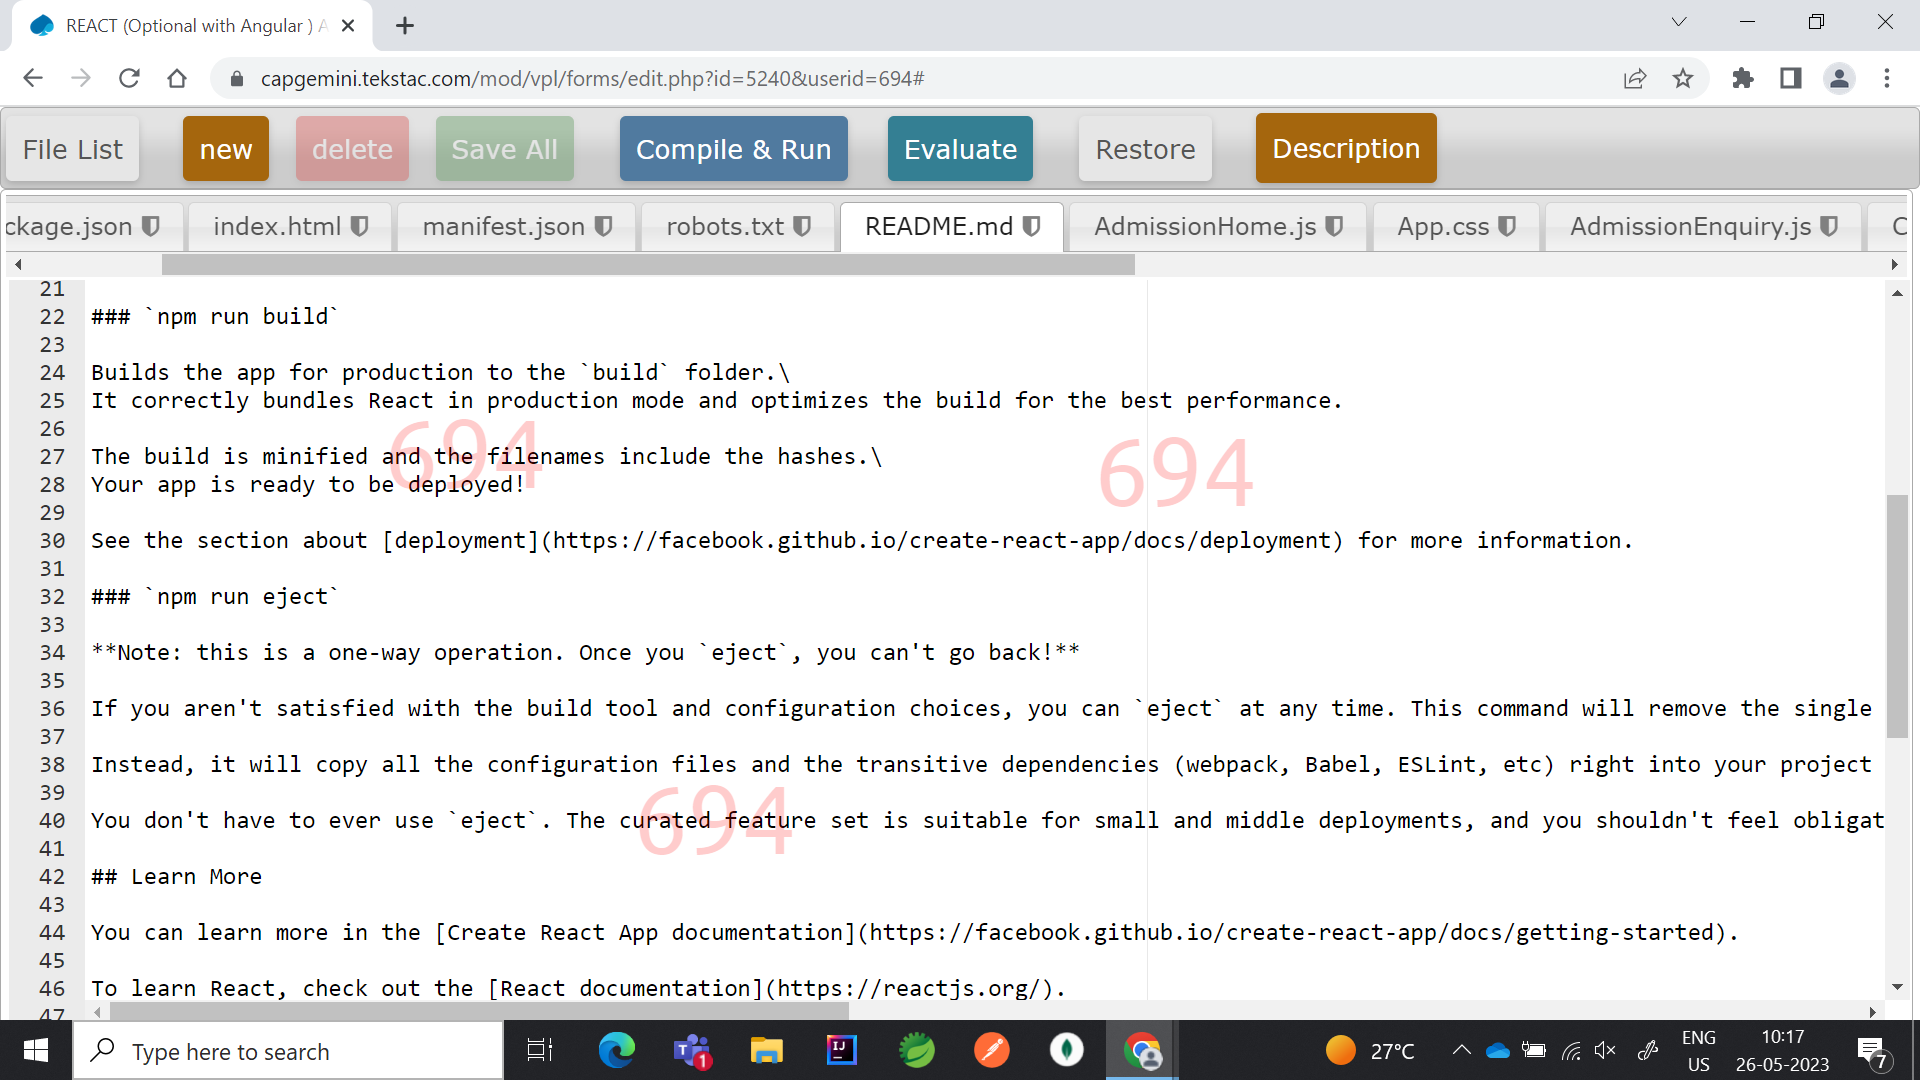 REACT (Optional with Angular ) A
capgemini.tekstac.com/mod/vpl/forms/edit.php?id=5240&userid=694#
File List new delete Save All Compile & Run Evaluate Restore Description
ckage.json index.html manifest.json robots.txt README.md AdmissionHome.js App.css AdmissionEnquiry.js
21
22 ### `npm run build`
23
24 Builds the app for production to the `build` folder.\
25 It correctly bundles React in production mode and optimizes the build for the best performance.
26
27 The build is minified and the filenames include the hashes.\
28 Your app is ready to be deployed!
29
30 See the section about [deployment](https://facebook.github.io/create-react-app/docs/deployment) for more information.
31
32 ### `npm run eject`
33
34 **Note: this is a one-way operation. Once you `eject`, you can't go back!**
35
36 If you aren't satisfied with the build tool and configuration choices, you can `eject` at any time. This command will remove the single
37
38 Instead, it will copy all the configuration files and the transitive dependencies (webpack, Babel, ESLint, etc) right into your project
39
40 You don't have to ever use `eject`. The curated feature set is suitable for small and middle deployments, and you shouldn't feel obligat
41
42 ## Learn More
43
44 You can learn more in the [Create React App documentation](https://facebook.github.io/create-react-app/docs/getting-started).
45
46 To learn React, check out the [React documentation](https://reactjs.org/).
47
694
694
694
Type here to search
T 1
IJ
27°C
ENG
US
10:17
26-05-2023
7